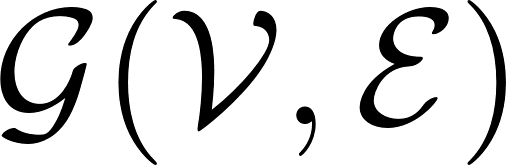 𝒢(𝒱, ℰ)